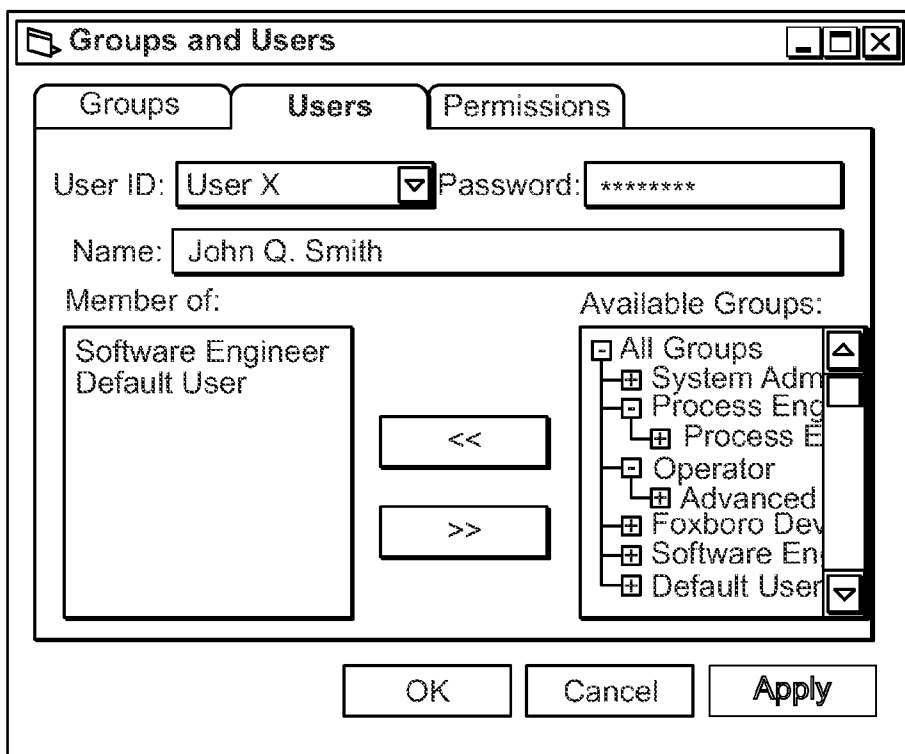 Groups and Users
Groups Users Permissions
User ID: User X Password: ********
Name: John Q. Smith
Member of:
Available Groups:
Software Engineer
Default User
<<
>>
All Groups
System Adm
Process Eng
Process E
Operator
Advanced
Foxboro Dev
Software En
Default User
OK Cancel Apply